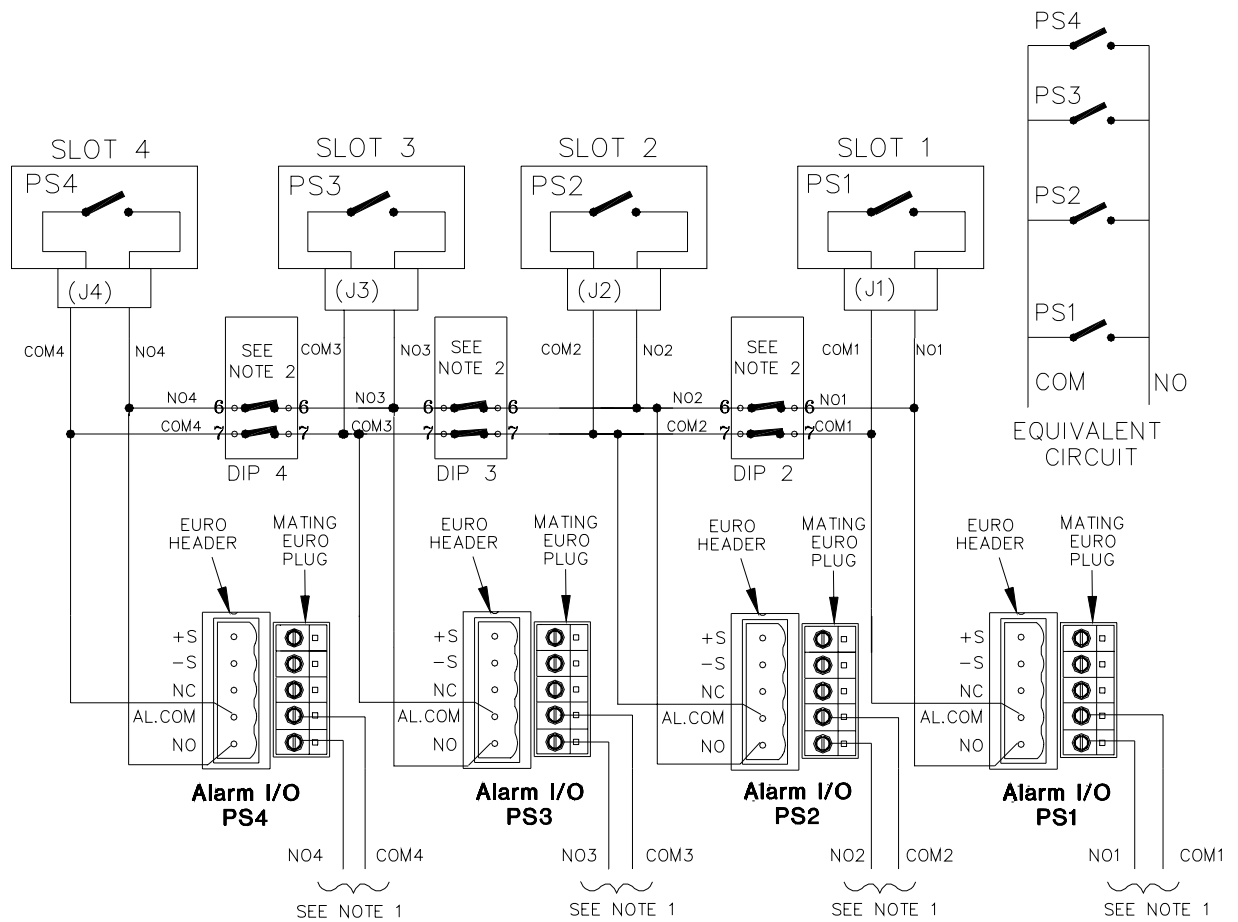 PS4
PS3
PS2
PS1
COM NO
EQUIVALENT
CIRCUIT
SLOT 4 SLOT 3 SLOT 2 SLOT 1
PS4 PS3 PS2 PS1
(J4) (J3) (J2) (J1)
COM4 NO4 SEE NOTE 2 COM3 NO3 SEE NOTE 2 COM2 NO2 SEE NOTE 2 COM1 NO1
NO4 6 6 NO3 6 6 NO2 6 6 NO1
COM4 7 7 COM3 7 7 COM2 7 7 COM1
DIP 4 DIP 3 DIP 2
EURO HEADER MATING EURO PLUG EURO HEADER MATING EURO PLUG EURO HEADER MATING EURO PLUG EURO HEADER MATING EURO PLUG
+S +S +S +S
-S -S -S -S
NC NC NC NC
AL.COM AL.COM AL.COM AL.COM
NO NO NO NO
Alarm I/O Alarm I/O Alarm I/O Alarm I/O
PS4 PS3 PS2 PS1
NO4 COM4 NO3 COM3 NO2 COM2 NO1 COM1
SEE NOTE 1 SEE NOTE 1 SEE NOTE 1 SEE NOTE 1